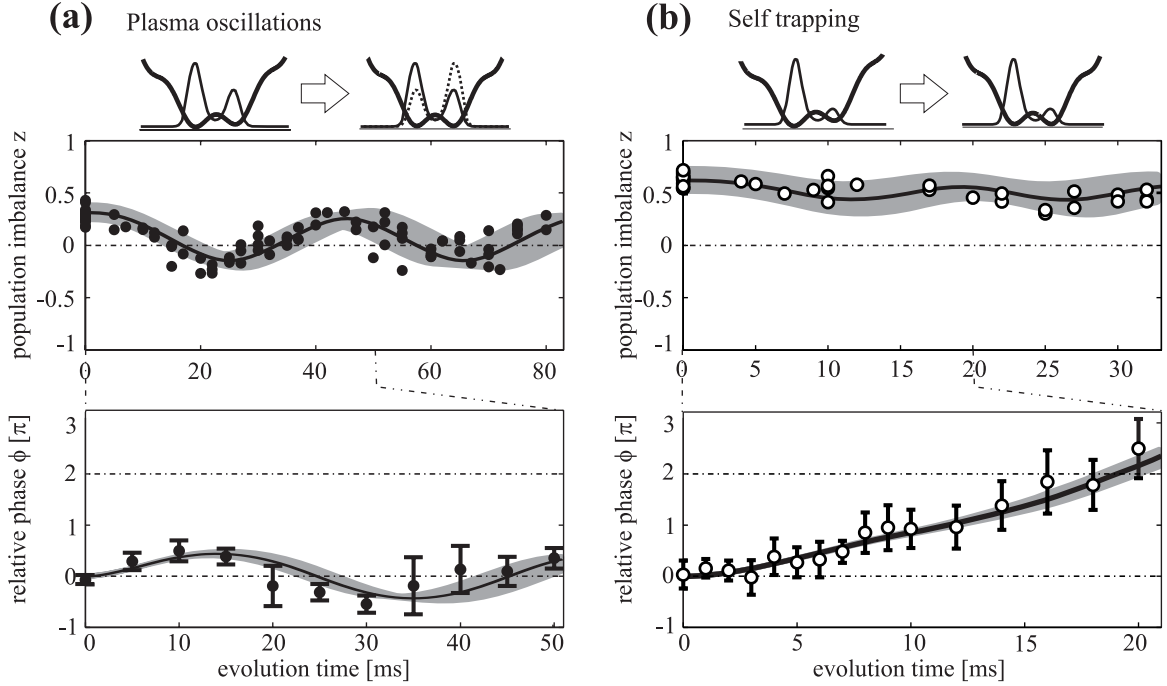 (a) Plasma oscillations
(b) Self trapping
population imbalance z
1
0.5
0
-0.5
-1
0 20 40 60 80
population imbalance z
1
0.5
0
-0.5
-1
0 5 10 15 20 25 30
relative phase ϕ [π]
3
2
1
0
-1
0 10 20 30 40 50
evolution time [ms]
relative phase ϕ [π]
3
2
1
0
-1
0 5 10 15 20
evolution time [ms]